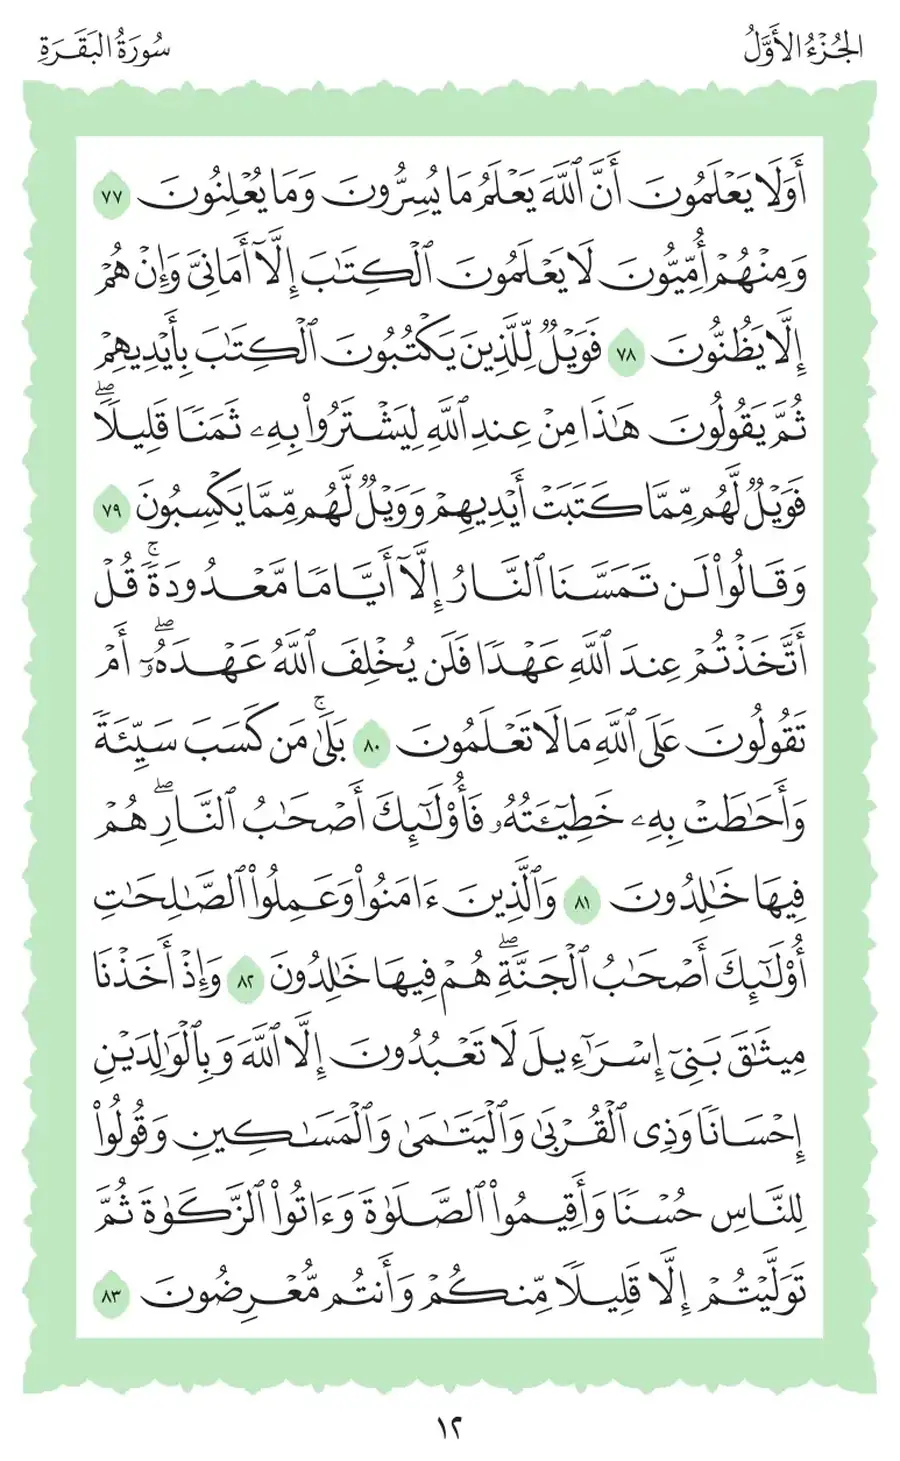 الجُزْءُ الأَوَّلُ
سُورَةُ البَقَرَةِ
أَوَلَا يَعْلَمُونَ أَنَّ ٱللَّهَ يَعْلَمُ مَا يُسِرُّونَ وَمَا يُعْلِنُونَ ٧٧
وَمِنْهُمْ أُمِّيُّونَ لَا يَعْلَمُونَ ٱلْكِتَٰبَ إِلَّآ أَمَانِىَّ وَإِنْ هُمْ
إِلَّا يَظُنُّونَ ٧٨ فَوَيْلٌ لِّلَّذِينَ يَكْتُبُونَ ٱلْكِتَٰبَ بِأَيْدِيهِمْ
ثُمَّ يَقُولُونَ هَٰذَا مِنْ عِندِ ٱللَّهِ لِيَشْتَرُوا۟ بِهِۦ ثَمَنًا قَلِيلًا ۖ
فَوَيْلٌ لَّهُم مِّمَّا كَتَبَتْ أَيْدِيهِمْ وَوَيْلٌ لَّهُم مِّمَّا يَكْسِبُونَ ٧٩
وَقَالُوا۟ لَن تَمَسَّنَا ٱلنَّارُ إِلَّآ أَيَّامًا مَّعْدُودَةً ۚ قُلْ
أَتَّخَذْتُمْ عِندَ ٱللَّهِ عَهْدًا فَلَن يُخْلِفَ ٱللَّهُ عَهْدَهُۥٓ ۖ أَمْ
تَقُولُونَ عَلَى ٱللَّهِ مَا لَا تَعْلَمُونَ ٨٠ بَلَىٰ ۚ مَن كَسَبَ سَيِّئَةً
وَأَحَٰطَتْ بِهِۦ خَطِيٓـَٔتُهُۥ فَأُو۟لَٰٓئِكَ أَصْحَٰبُ ٱلنَّارِ ۖ هُمْ
فِيهَا خَٰلِدُونَ ٨١ وَٱلَّذِينَ ءَامَنُوا۟ وَعَمِلُوا۟ ٱلصَّٰلِحَٰتِ
أُو۟لَٰٓئِكَ أَصْحَٰبُ ٱلْجَنَّةِ ۖ هُمْ فِيهَا خَٰلِدُونَ ٨٢ وَإِذْ أَخَذْنَا
مِيثَٰقَ بَنِىٓ إِسْرَٰٓءِيلَ لَا تَعْبُدُونَ إِلَّا ٱللَّهَ وَبِٱلْوَٰلِدَيْنِ
إِحْسَانًا وَذِى ٱلْقُرْبَىٰ وَٱلْيَتَٰمَىٰ وَٱلْمَسَٰكِينِ وَقُولُوا۟
لِلنَّاسِ حُسْنًا وَأَقِيمُوا۟ ٱلصَّلَوٰةَ وَءَاتُوا۟ ٱلزَّكَوٰةَ ثُمَّ
تَوَلَّيْتُمْ إِلَّا قَلِيلًا مِّنكُمْ وَأَنتُم مُّعْرِضُونَ ٨٣
١٢